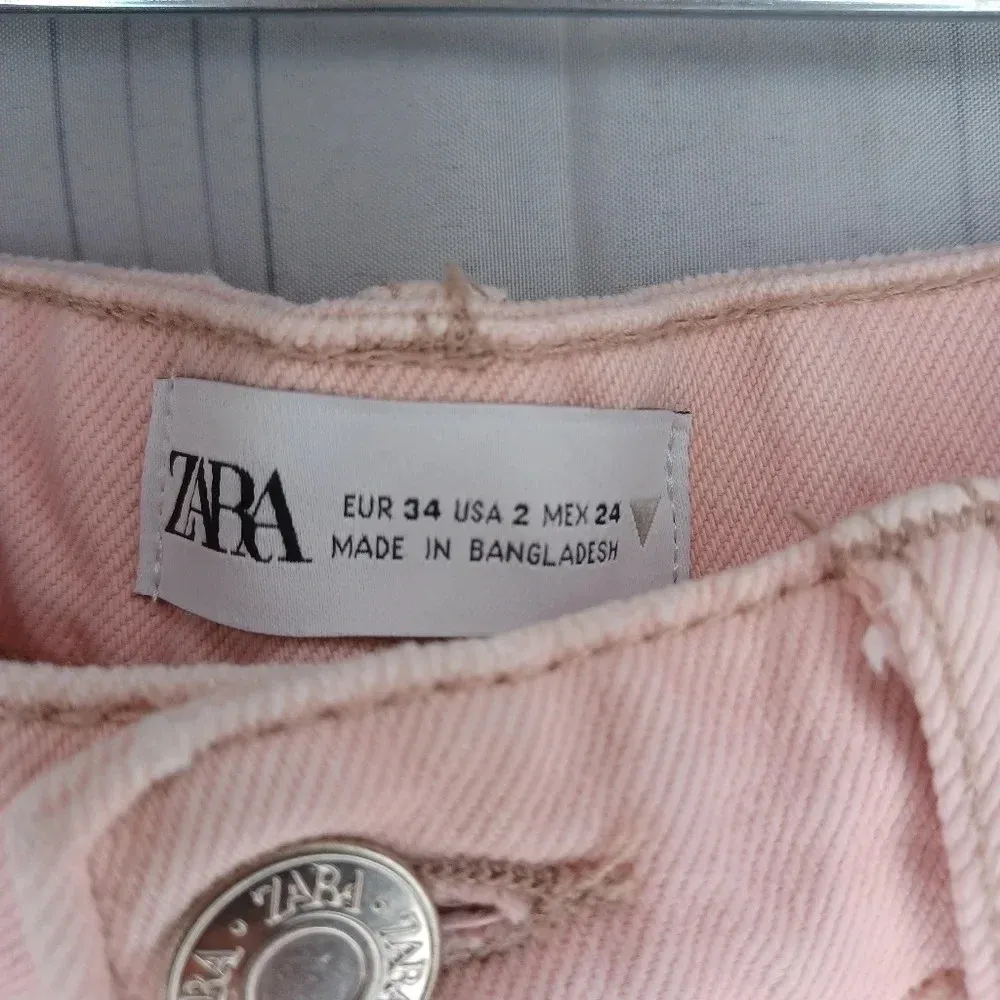 ZARA
EUR 34 USA 2 MEX 24
MADE IN BANGLADESH
ZARA